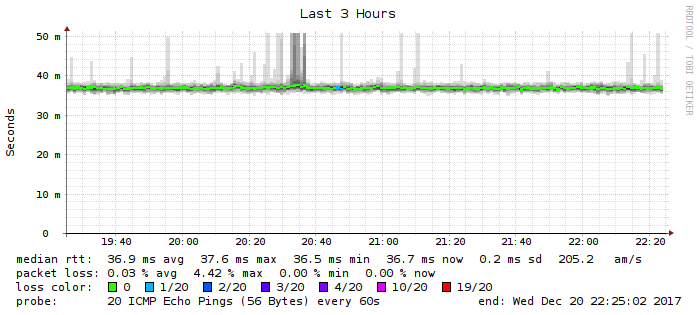 Last 3 Hours
RRDTOOL / TOBI OETIKER
Seconds
50 m
40 m
30 m
20 m
10 m
0
19:40 20:00 20:20 20:40 21:00 21:20 21:40 22:00 22:20
median rtt: 36.9 ms avg 37.6 ms max 36.5 ms min 36.7 ms now 0.2 ms sd 205.2 am/s
packet loss: 0.03 % avg 4.42 % max 0.00 % min 0.00 % now
loss color: 0 1/20 2/20 3/20 4/20 10/20 19/20
probe: 20 ICMP Echo Pings (56 Bytes) every 60s end: Wed Dec 20 22:25:02 2017